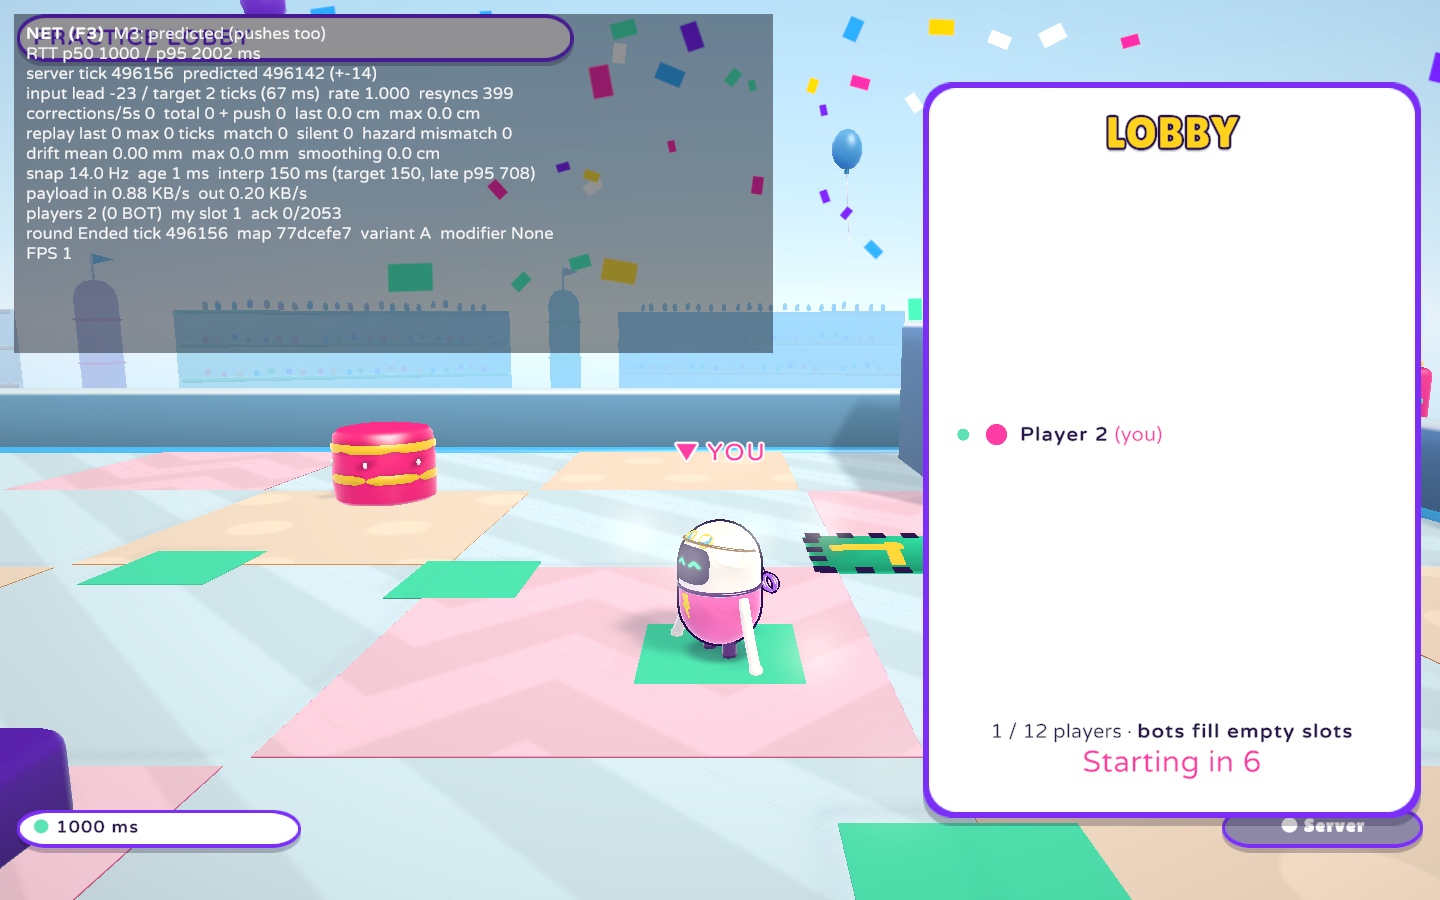 PRACTICE LOBBY
NET (F3)  M3: predicted (pushes too)
RTT p50 1000 / p95 2002 ms
server tick 496156  predicted 496142 (+-14)
input lead -23 / target 2 ticks (67 ms)  rate 1.000  resyncs 399
corrections/5s 0  total 0 + push 0  last 0.0 cm  max 0.0 cm
replay last 0 max 0 ticks  match 0  silent 0  hazard mismatch 0
drift mean 0.00 mm  max 0.0 mm  smoothing 0.0 cm
snap 14.0 Hz  age 1 ms  interp 150 ms (target 150, late p95 708)
payload in 0.88 KB/s  out 0.20 KB/s
players 2 (0 BOT)  my slot 1  ack 0/2053
round Ended tick 496156  map 77dcefe7  variant A  modifier None
FPS 1
LOBBY
YOU
Player 2 (you)
1 / 12 players · bots fill empty slots
Starting in 6
1000 ms
Server